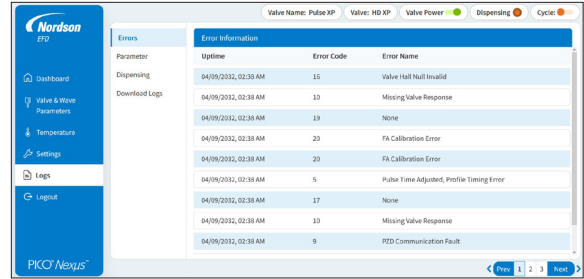 Nordson
EFD
Valve Name: Pulse XP
Valve: HD XP
Valve Power
Dispensing
Cycle:
Dashboard
Valve & Wave
Parameters
Temperature
Settings
Logs
Logout
PICO® Nexμs™
Errors
Parameter
Dispensing
Download Logs
Error Information
Uptime Error Code Error Name
04/09/2032, 02:38 AM 16 Valve Hall Null Invalid
04/09/2032, 02:38 AM 10 Missing Valve Response
04/09/2032, 02:38 AM 19 None
04/09/2032, 02:38 AM 20 FA Calibration Error
04/09/2032, 02:38 AM 20 FA Calibration Error
04/09/2032, 02:38 AM 5 Pulse Time Adjusted, Profile Timing Error
04/09/2032, 02:38 AM 17 None
04/09/2032, 02:38 AM 10 Missing Valve Response
04/09/2032, 02:38 AM 9 PZD Communication Fault
Prev 1 2 3 Next